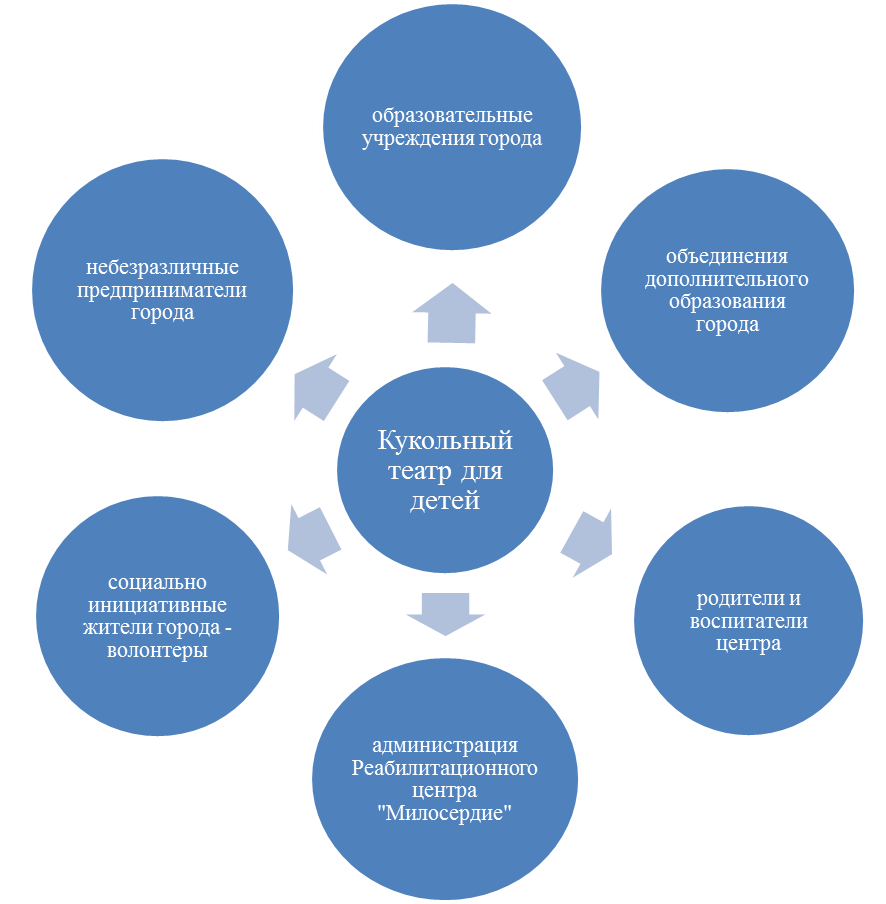 образовательные
учреждения города
небезразличные
предприниматели
города
объединения
дополнительного
образования
города
Кукольный
театр для
детей
социально
инициативные
жители города -
волонтеры
родители и
воспитатели
центра
администрация
Реабилитационного
центра
"Милосердие"